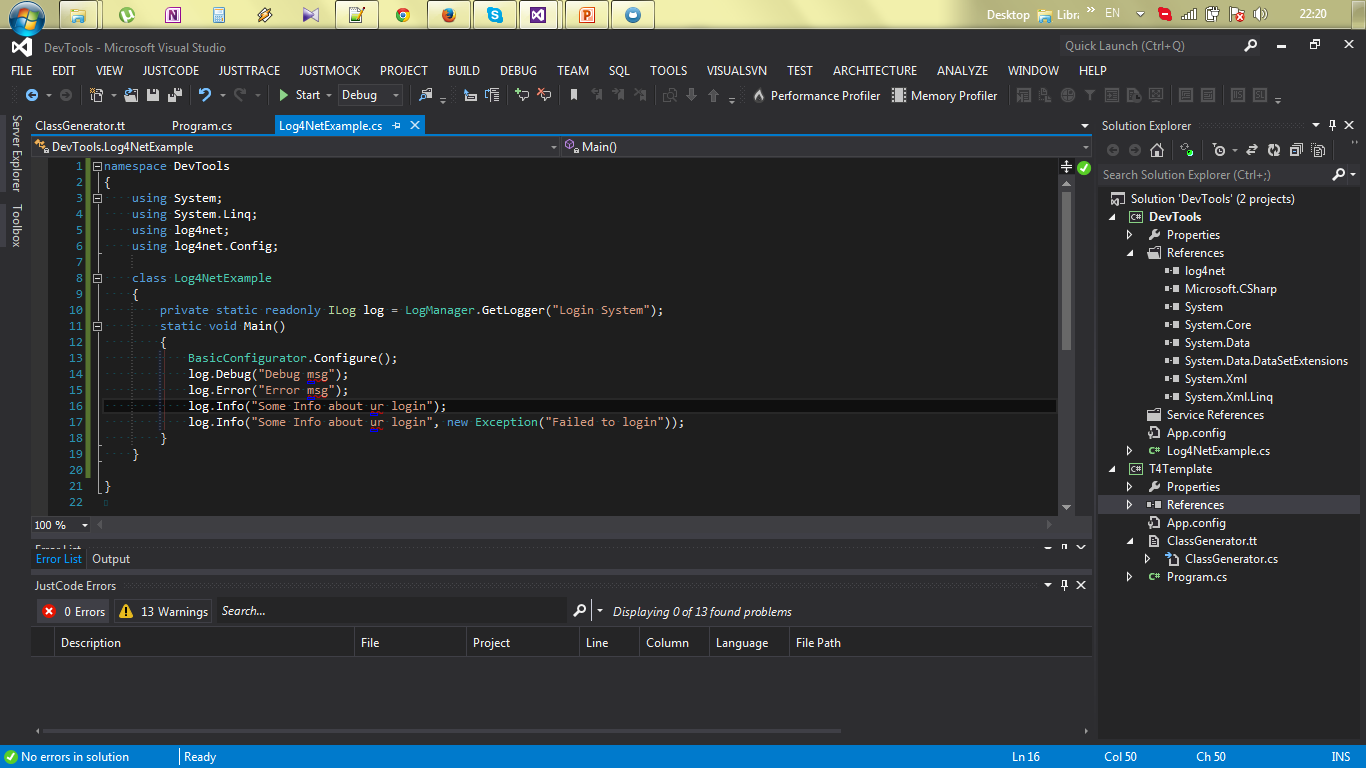 Desktop
Libra
EN
22:20
DevTools - Microsoft Visual Studio
Quick Launch (Ctrl+Q)
FILE EDIT VIEW JUSTCODE JUSTTRACE JUSTMOCK PROJECT BUILD DEBUG TEAM SQL TOOLS VISUALSVN TEST ARCHITECTURE ANALYZE WINDOW HELP
Start Debug Performance Profiler Memory Profiler
Server Explorer
Toolbox
ClassGenerator.tt Program.cs Log4NetExample.cs
DevTools.Log4NetExample Main()
1 namespace DevTools
2 {
3 using System;
4 using System.Linq;
5 using log4net;
6 using log4net.Config;
7
8 class Log4NetExample
9 {
10 private static readonly ILog log = LogManager.GetLogger("Login System");
11 static void Main()
12 {
13 BasicConfigurator.Configure();
14 log.Debug("Debug msg");
15 log.Error("Error msg");
16 log.Info("Some Info about ur login");
17 log.Info("Some Info about ur login", new Exception("Failed to login"));
18 }
19 }
20
21 }
22
100 %
Error List
Error List Output
JustCode Errors
0 Errors 13 Warnings Search... Displaying 0 of 13 found problems
Description File Project Line Column Language File Path
Solution Explorer
Search Solution Explorer (Ctrl+;)
Solution 'DevTools' (2 projects)
DevTools
Properties
References
log4net
Microsoft.CSharp
System
System.Core
System.Data
System.Data.DataSetExtensions
System.Xml
System.Xml.Linq
Service References
App.config
Log4NetExample.cs
T4Template
Properties
References
App.config
ClassGenerator.tt
ClassGenerator.cs
Program.cs
No errors in solution Ready Ln 16 Col 50 Ch 50 INS